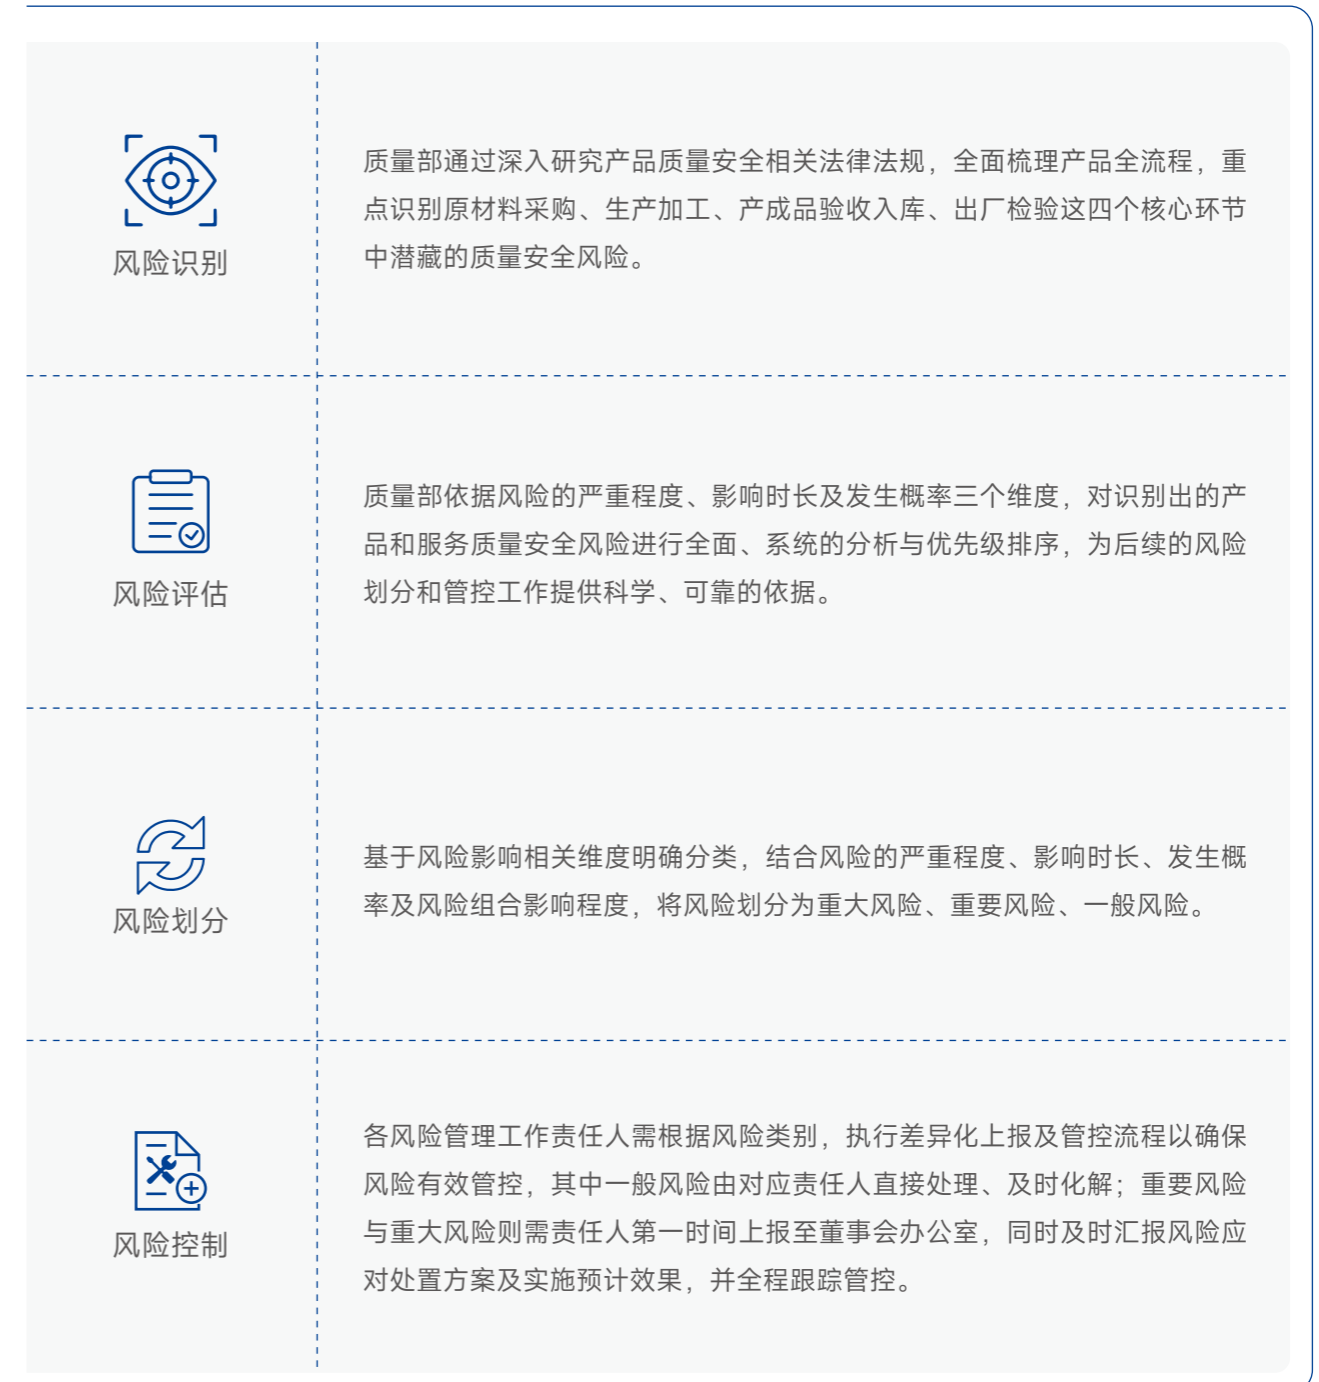 风险识别
质量部通过深入研究产品质量安全相关法律法规，全面梳理产品全流程，重
点识别原材料采购、生产加工、产成品验收入库、出厂检验这四个核心环节
中潜藏的质量安全风险。
风险评估
质量部依据风险的严重程度、影响时长及发生概率三个维度，对识别出的产
品和服务质量安全风险进行全面、系统的分析与优先级排序，为后续的风险
划分和管控工作提供科学、可靠的依据。
风险划分
基于风险影响相关维度明确分类，结合风险的严重程度、影响时长、发生概
率及风险组合影响程度，将风险划分为重大风险、重要风险、一般风险。
风险控制
各风险管理工作责任人需根据风险类别，执行差异化上报及管控流程以确保
风险有效管控，其中一般风险由对应责任人直接处理、及时化解；重要风险
与重大风险则需责任人第一时间上报至董事会办公室，同时及时汇报风险应
对处置方案及实施预计效果，并全程跟踪管控。